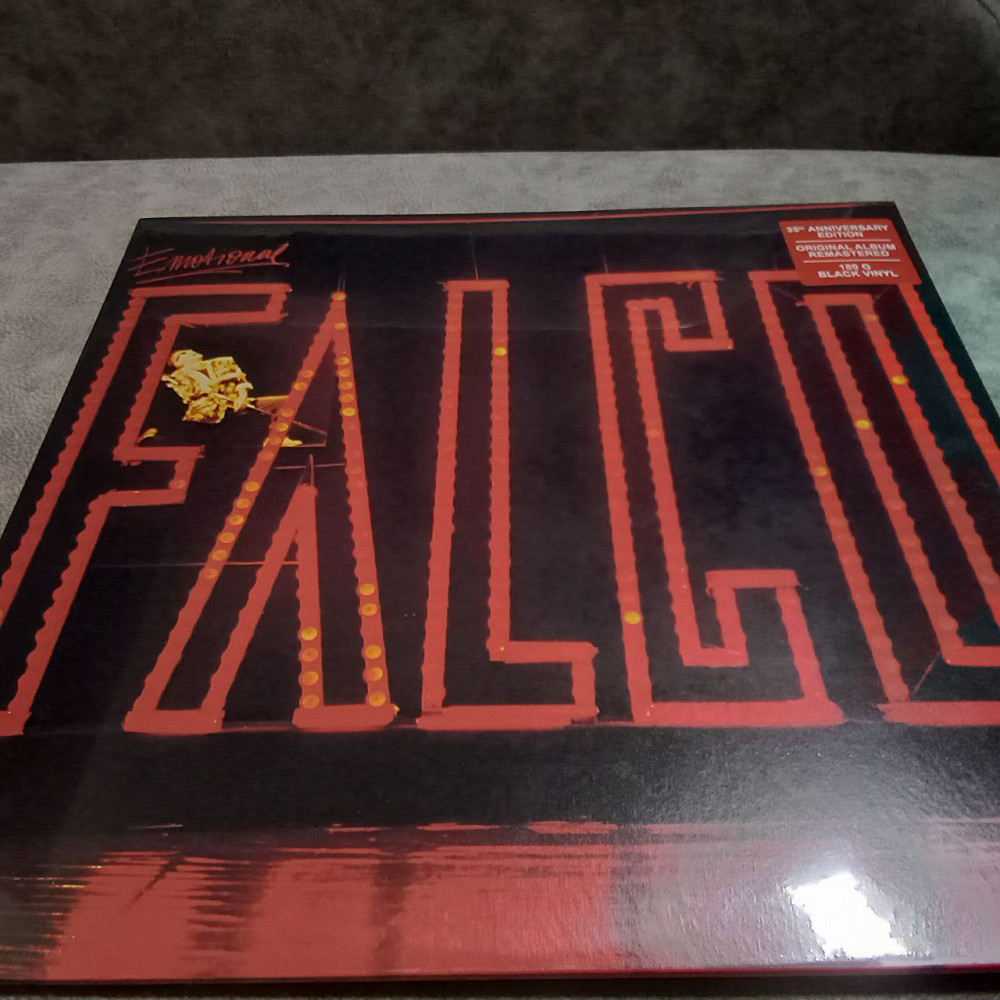 Emotional
FALCO
35th ANNIVERSARY
EDITION
ORIGINAL ALBUM
REMASTERED
180 G
BLACK VINYL